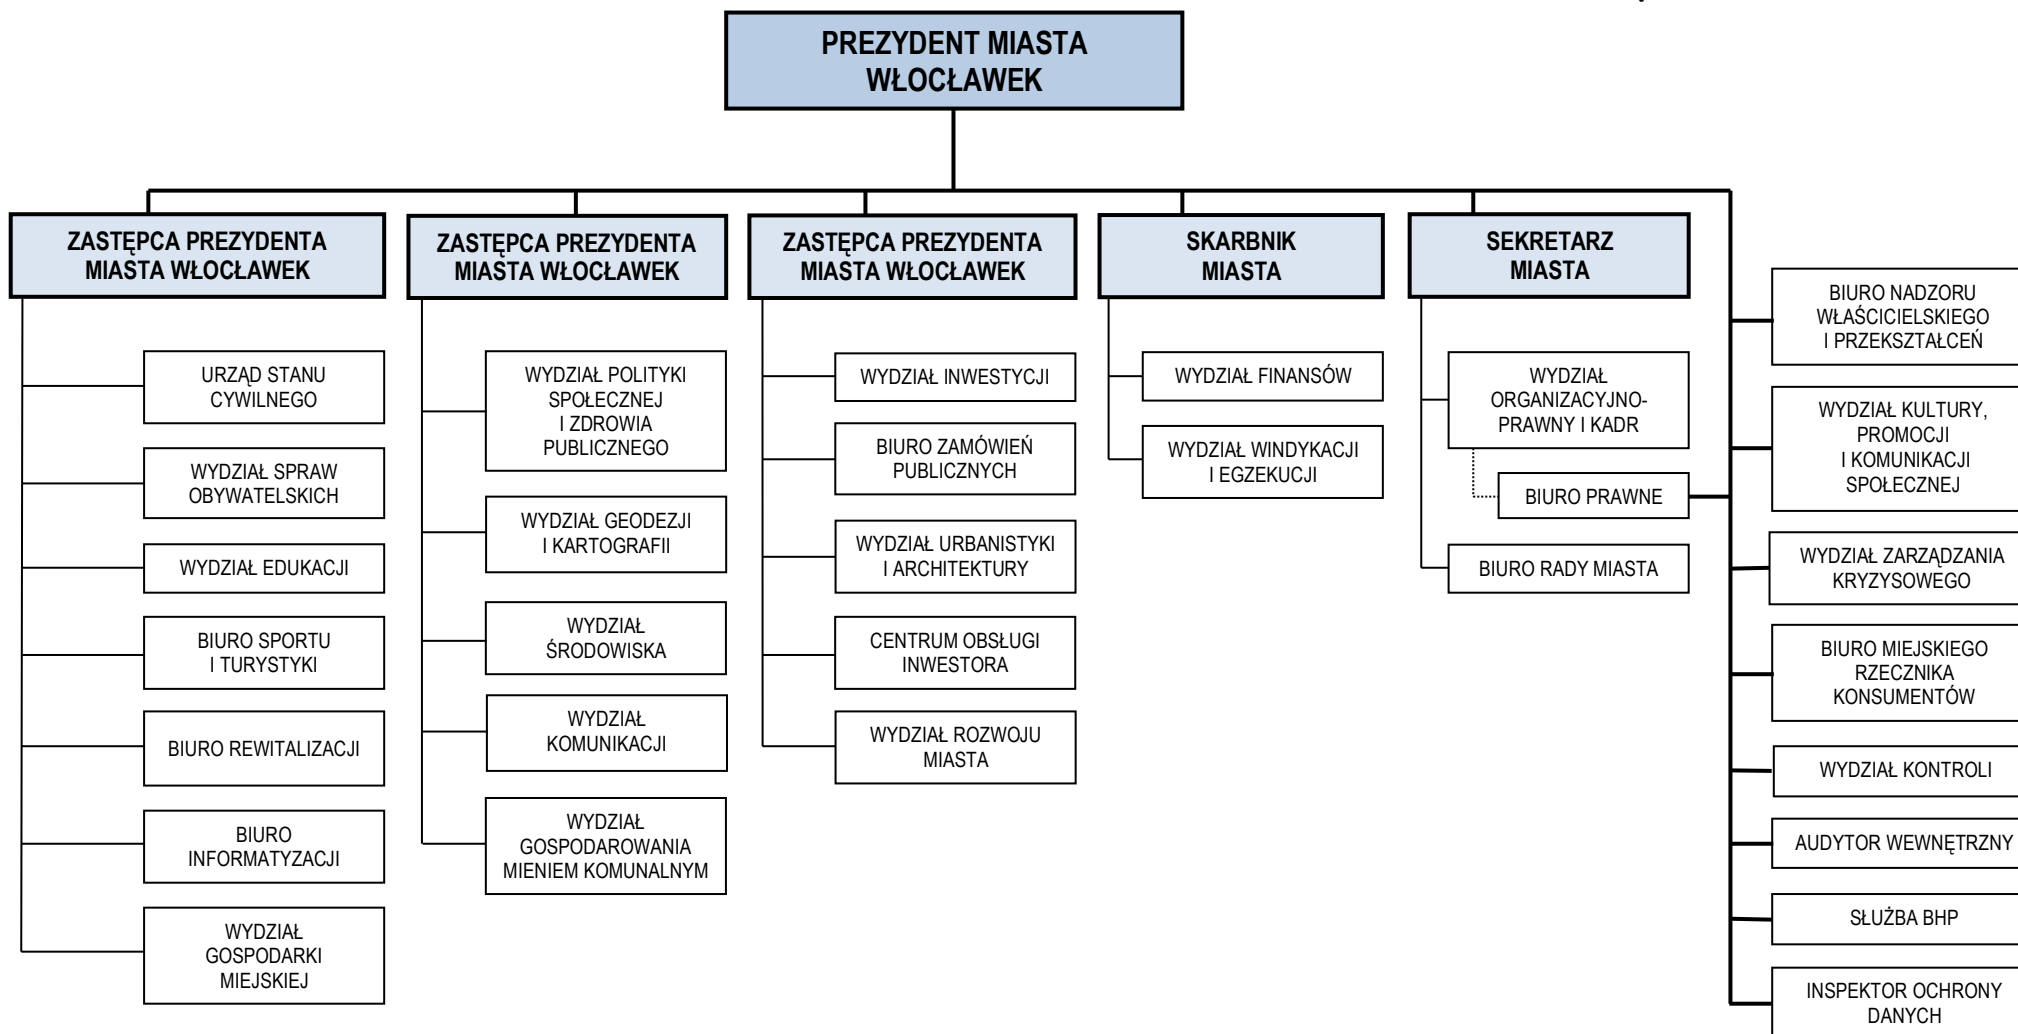 PREZYDENT MIASTA
WŁOCŁAWEK
ZASTĘPCA PREZYDENTA
MIASTA WŁOCŁAWEK
URZĄD STANU
CYWILNEGO
WYDZIAŁ SPRAW
OBYWATELSKICH
WYDZIAŁ EDUKACJI
BIURO SPORTU
I TURYSTYKI
BIURO REWITALIZACJI
BIURO
INFORMATYZACJI
WYDZIAŁ
GOSPODARKI
MIEJSKIEJ
ZASTĘPCA PREZYDENTA
MIASTA WŁOCŁAWEK
WYDZIAŁ POLITYKI
SPOŁECZNEJ
I ZDROWIA
PUBLICZNEGO
WYDZIAŁ GEODEZJI
I KARTOGRAFII
WYDZIAŁ
ŚRODOWISKA
WYDZIAŁ
KOMUNIKACJI
WYDZIAŁ
GOSPODAROWANIA
MIENIEM KOMUNALNYM
ZASTĘPCA PREZYDENTA
MIASTA WŁOCŁAWEK
WYDZIAŁ INWESTYCJI
BIURO ZAMÓWIEŃ
PUBLICZNYCH
WYDZIAŁ URBANISTYKI
I ARCHITEKTURY
CENTRUM OBSŁUGI
INWESTORA
WYDZIAŁ ROZWOJU
MIASTA
SKARBNIK
MIASTA
WYDZIAŁ FINANSÓW
WYDZIAŁ WINDYKACJI
I EGZEKUCJI
SEKRETARZ
MIASTA
WYDZIAŁ
ORGANIZACYJNO-
PRAWNY I KADR
BIURO PRAWNE
BIURO RADY MIASTA
BIURO NADZORU
WŁAŚCICIELSKIEGO
I PRZEKSZTAŁCEŃ
WYDZIAŁ KULTURY,
PROMOCJI
I KOMUNIKACJI
SPOŁECZNEJ
WYDZIAŁ ZARZĄDZANIA
KRYZYSOWEGO
BIURO MIEJSKIEGO
RZECZNIKA
KONSUMENTÓW
WYDZIAŁ KONTROLI
AUDYTOR WEWNĘTRZNY
SŁUŻBA BHP
INSPEKTOR OCHRONY
DANYCH